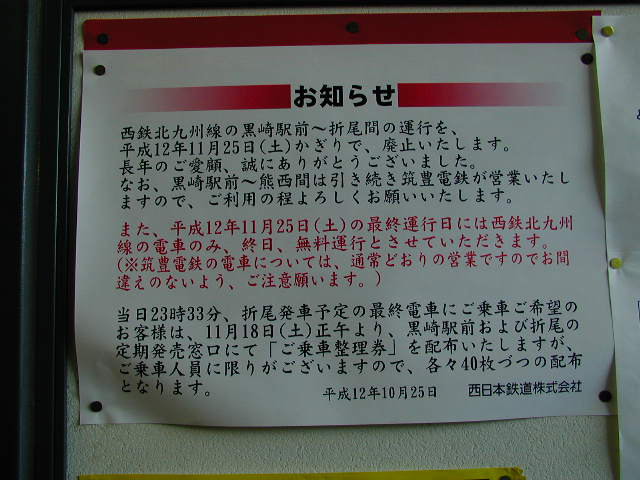 お知らせ
西鉄北九州線の黒崎駅前〜折尾間の運行を、
平成12年11月25日(土)かぎりで、廃止いたします。
長年のご愛顧、誠にありがとうございました。
なお、黒崎駅前〜熊西間は引き続き筑豊電鉄が営業いたし
ますので、ご利用の程よろしくお願いいたします。
また、平成12年11月25日(土)の最終運行日には西鉄北九州
線の電車のみ、終日、無料運行とさせていただきます。
(※筑豊電鉄の電車については、通常どおりの営業ですのでお間
違えのないよう、ご注意願います。)
当日23時33分、折尾発車予定の最終電車にご乗車ご希望の
お客様は、11月18日(土)正午より、黒崎駅前および折尾の
定期発売窓口にて「ご乗車整理券」を配布いたしますが、
ご乗車人員に限りがございますので、各々40枚づつの配布
となります。
平成12年10月25日 西日本鉄道株式会社